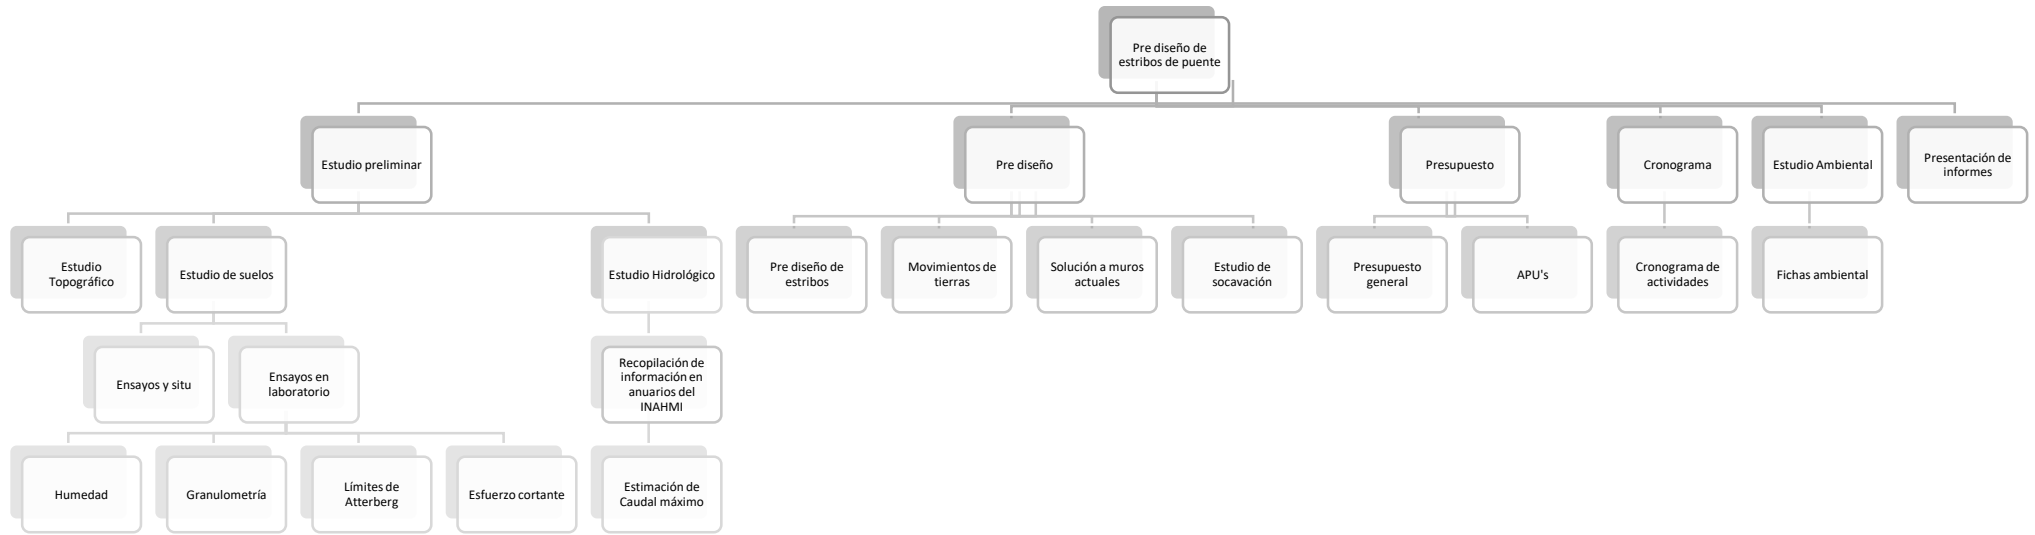 Pre diseño de
estribos de puente
Estudio preliminar
Pre diseño
Presupuesto
Cronograma
Estudio Ambiental
Presentación de
informes
Estudio
Topográfico
Estudio de suelos
Estudio Hidrológico
Pre diseño de
estribos
Movimientos de
tierras
Solución a muros
actuales
Estudio de
socavación
Presupuesto
general
APU's
Cronograma de
actividades
Fichas ambiental
Ensayos y situ
Ensayos en
laboratorio
Recopilación de
información en
anuarios del
INAHMI
Humedad
Granulometría
Límites de
Atterberg
Esfuerzo cortante
Estimación de
Caudal máximo